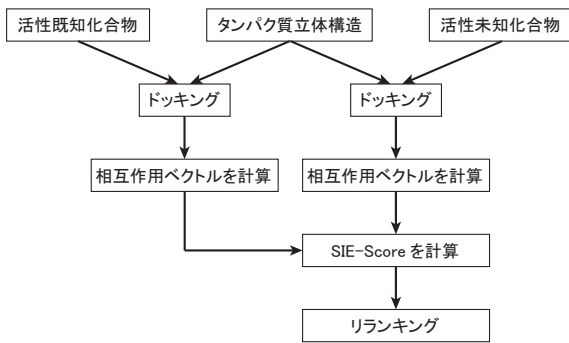 活性既知化合物
タンパク質立体構造
活性未知化合物
ドッキング
ドッキング
相互作用ベクトルを計算
相互作用ベクトルを計算
SIE-Score を計算
リランキング